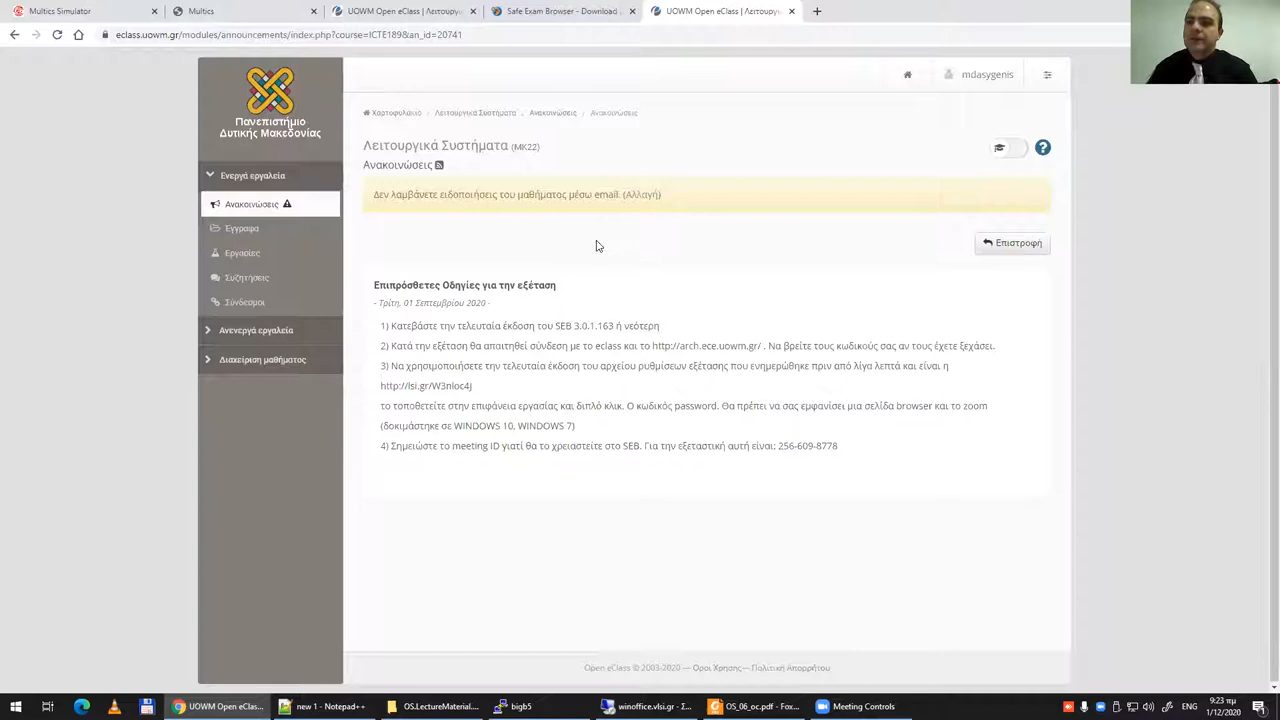 Multics Simulator
Multics
UOWM Open eClass | Λειτουργι
Safe Exam Browser - Download
UOWM Open eClass | Λειτουργι
eclass.uowm.gr/modules/announcements/index.php?course=ICTE189&an_id=20741
Πανεπιστήμιο
Δυτικής Μακεδονίας
mdasygenis
Χαρτοφυλάκιο / Λειτουργικά Συστήματα / Ανακοινώσεις / Ανακοινώσεις
Λειτουργικά Συστήματα (MK22)
Ανακοινώσεις
Ενεργά εργαλεία
Ανακοινώσεις
Έγγραφα
Εργασίες
Συζητήσεις
Σύνδεσμοι
Ανενεργά εργαλεία
Διαχείριση μαθήματος
Δεν λαμβάνετε ειδοποιήσεις του μαθήματος μέσω email. (Αλλαγή)
Επιστροφή
Επιπρόσθετες Οδηγίες για την εξέταση
- Τρίτη, 01 Σεπτεμβρίου 2020 -
1) Κατεβάστε την τελευταία έκδοση του SEB 3.0.1.163 ή νεότερη
2) Κατά την εξέταση θα απαιτηθεί σύνδεση με το eclass και το http://arch.ece.uowm.gr/ . Να βρείτε τους κωδικούς σας αν τους έχετε ξεχάσει.
3) Να χρησιμοποιήσετε την τελευταία έκδοση του αρχείου ρυθμίσεων εξέτασης που ενημερώθηκε πριν από λίγα λεπτά και είναι η
το τοποθετείτε στην επιφάνεια εργασίας και διπλό κλικ. Ο κωδικός password. Θα πρέπει να σας εμφανίσει μια σελίδα browser και το zoom
(δοκιμάστηκε σε WINDOWS 10, WINDOWS 7)
4) Σημειώστε το meeting ID γιατί θα το χρειαστείτε στο SEB. Για την εξεταστική αυτή είναι: 256-609-8778
Open eClass © 2003-2020 — Όροι Χρήσης — Πολιτική Απορρήτου
UOWM Open eClas...
new 1 - Notepad++
OS.LectureMaterial...
big5
winoffice.vlsi.gr - Σ...
OS_06_oc.pdf - Fox...
Meeting Controls
9:23 πμ
1/12/2020